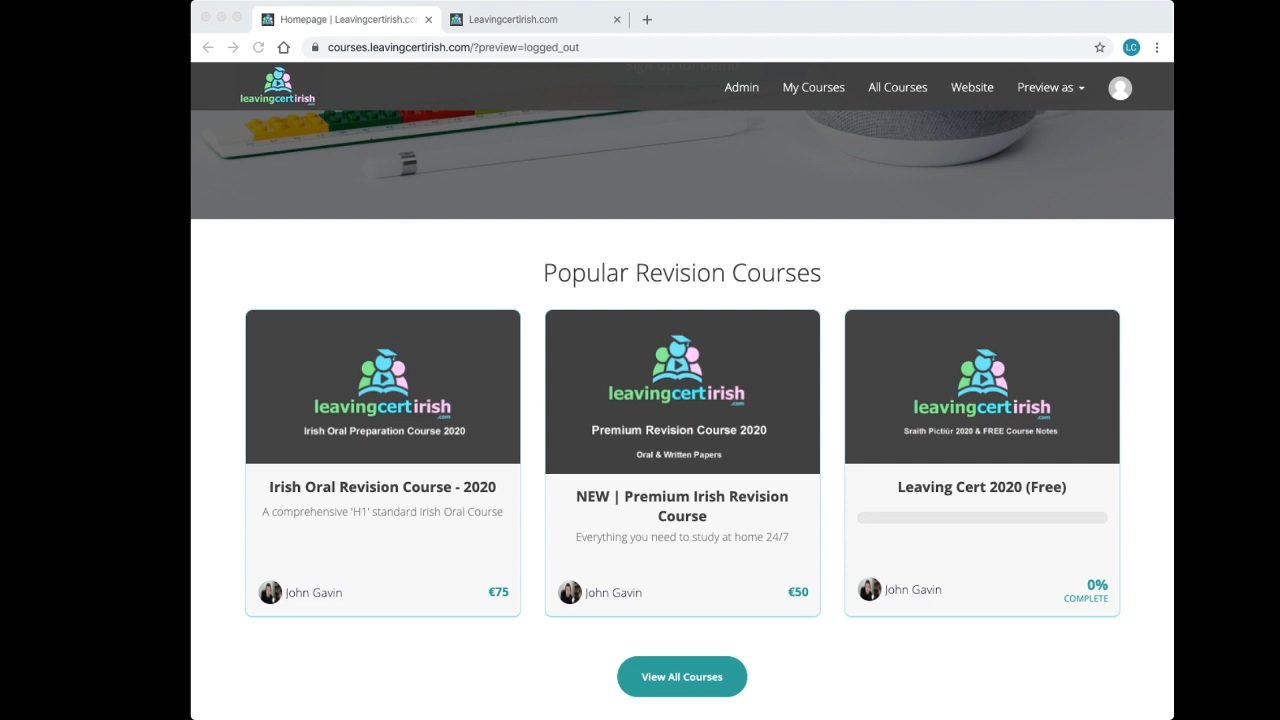 Homepage | Leavingcertirish.co
Leavingcertirish.com
courses.leavingcertirish.com/?preview=logged_out
LC
leavingcertirish
Admin
My Courses
All Courses
Website
Preview as
Popular Revision Courses
leavingcertirish
.com
Irish Oral Preparation Course 2020
Irish Oral Revision Course - 2020
A comprehensive 'H1' standard Irish Oral Course
John Gavin
€75
leavingcertirish
.com
Premium Revision Course 2020
Oral & Written Papers
NEW | Premium Irish Revision
Course
Everything you need to study at home 24/7
John Gavin
€50
leavingcertirish
.com
Sraith Pictiúr 2020 & FREE Course Notes
Leaving Cert 2020 (Free)
John Gavin
0%
COMPLETE
View All Courses